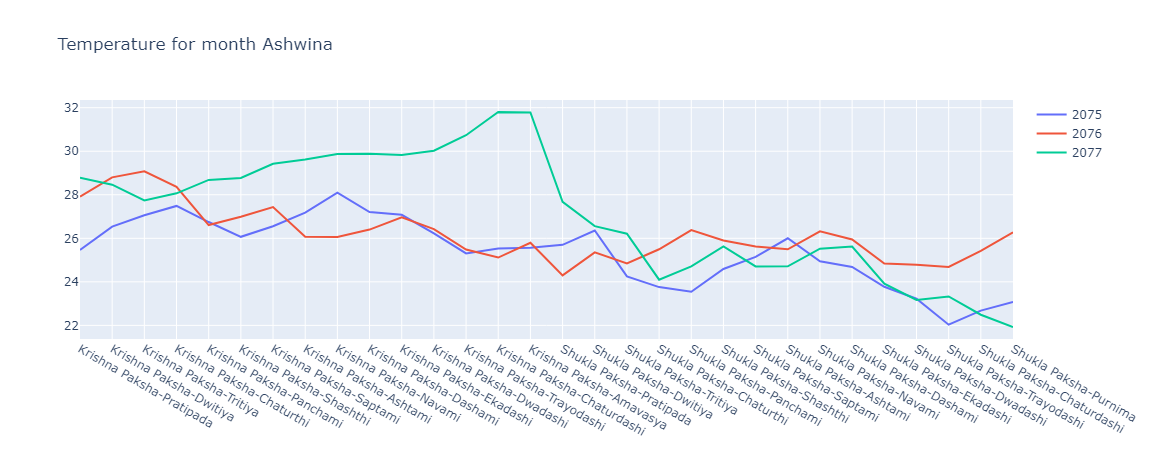 Temperature for month Ashwina
32
30
28
26
24
22
2075
2076
2077
Krishna Paksha-Pratipada
Krishna Paksha-Dwitiya
Krishna Paksha-Tritiya
Krishna Paksha-Chaturthi
Krishna Paksha-Panchami
Krishna Paksha-Shashthi
Krishna Paksha-Saptami
Krishna Paksha-Ashtami
Krishna Paksha-Navami
Krishna Paksha-Dashami
Krishna Paksha-Ekadashi
Krishna Paksha-Dwadashi
Krishna Paksha-Trayodashi
Krishna Paksha-Chaturdashi
Krishna Paksha-Amavasya
Shukla Paksha-Pratipada
Shukla Paksha-Dwitiya
Shukla Paksha-Tritiya
Shukla Paksha-Chaturthi
Shukla Paksha-Panchami
Shukla Paksha-Shashthi
Shukla Paksha-Saptami
Shukla Paksha-Ashtami
Shukla Paksha-Navami
Shukla Paksha-Dashami
Shukla Paksha-Ekadashi
Shukla Paksha-Dwadashi
Shukla Paksha-Trayodashi
Shukla Paksha-Chaturdashi
Shukla Paksha-Purnima